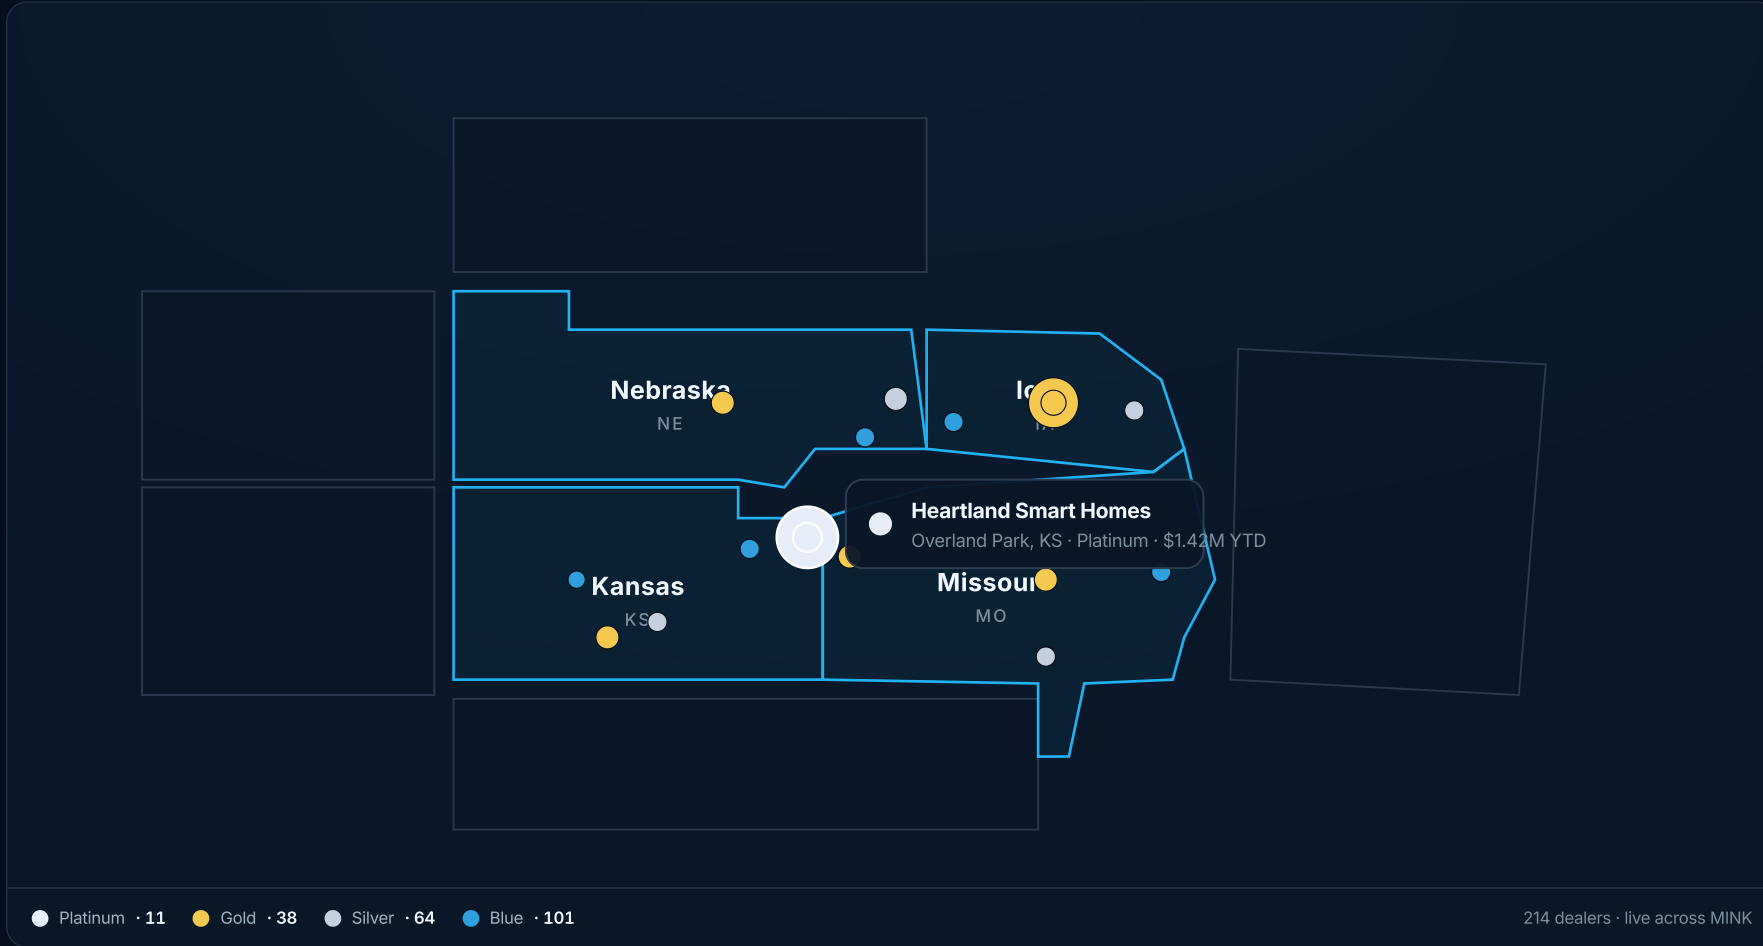 Nebraska
NE
Kansas
KS
Heartland Smart Homes
Overland Park, KS · Platinum · $1.42M YTD
MO
Platinum · 11
Gold · 38
Silver · 64
Blue · 101
214 dealers · live across MINK